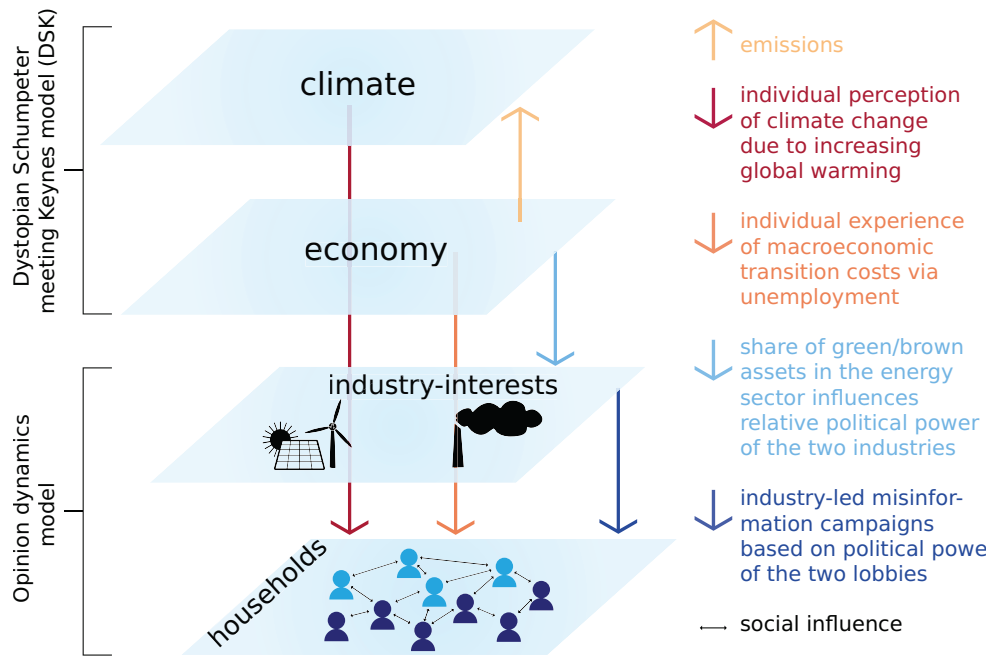 Dystopian Schumpeter
meeting Keynes model (DSK)
Opinion dynamics
model
climate
economy
industry-interests
households
emissions
individual perception
of climate change
due to increasing
global warming
individual experience
of macroeconomic
transition costs via
unemployment
share of green/brown
assets in the energy
sector influences
relative political power
of the two industries
industry-led misinfor-
mation campaigns
based on political powe
of the two lobbies
social influence